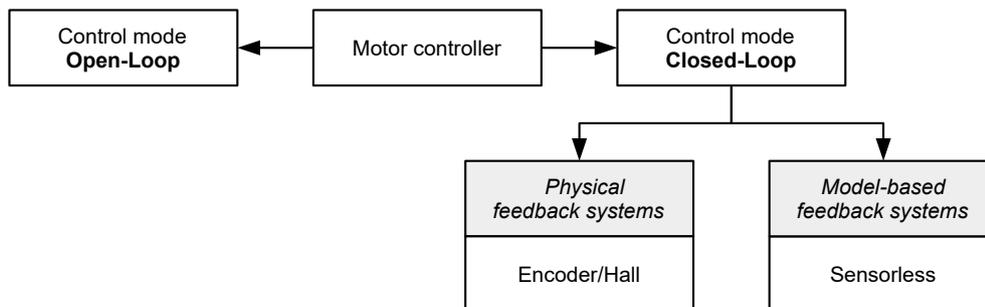 Control mode
Open-Loop
Motor controller
Control mode
Closed-Loop
Physical
feedback systems
Model-based
feedback systems
Encoder/Hall
Sensorless